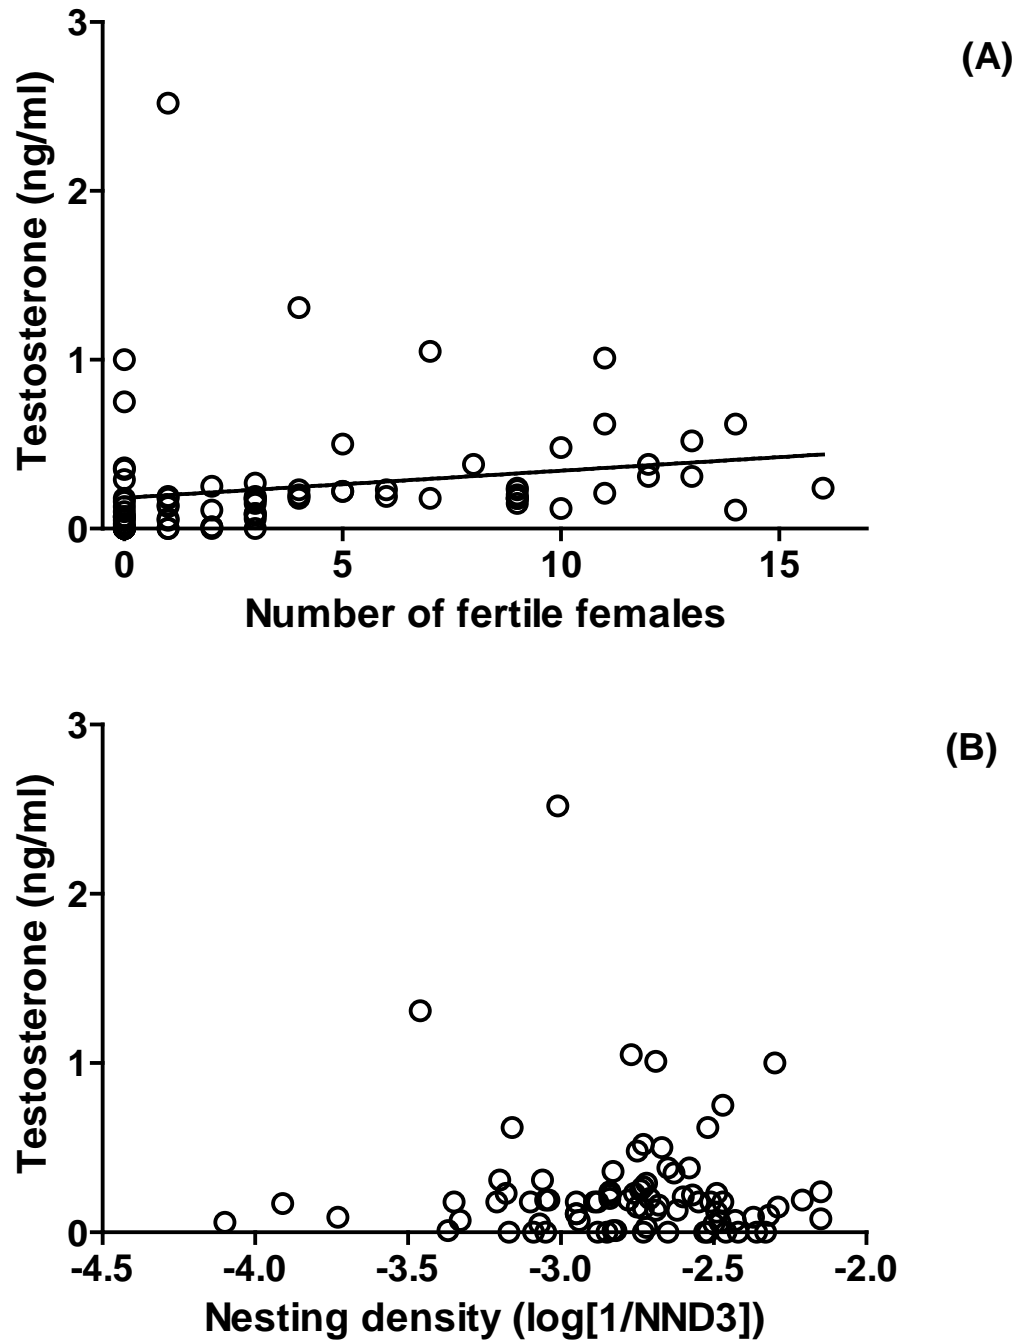 (A)
Testosterone (ng/ml)
3
2
1
0
0 5 10 15
Number of fertile females
(B)
Testosterone (ng/ml)
3
2
1
0
-4.5 -4.0 -3.5 -3.0 -2.5 -2.0
Nesting density (log[1/NND3])